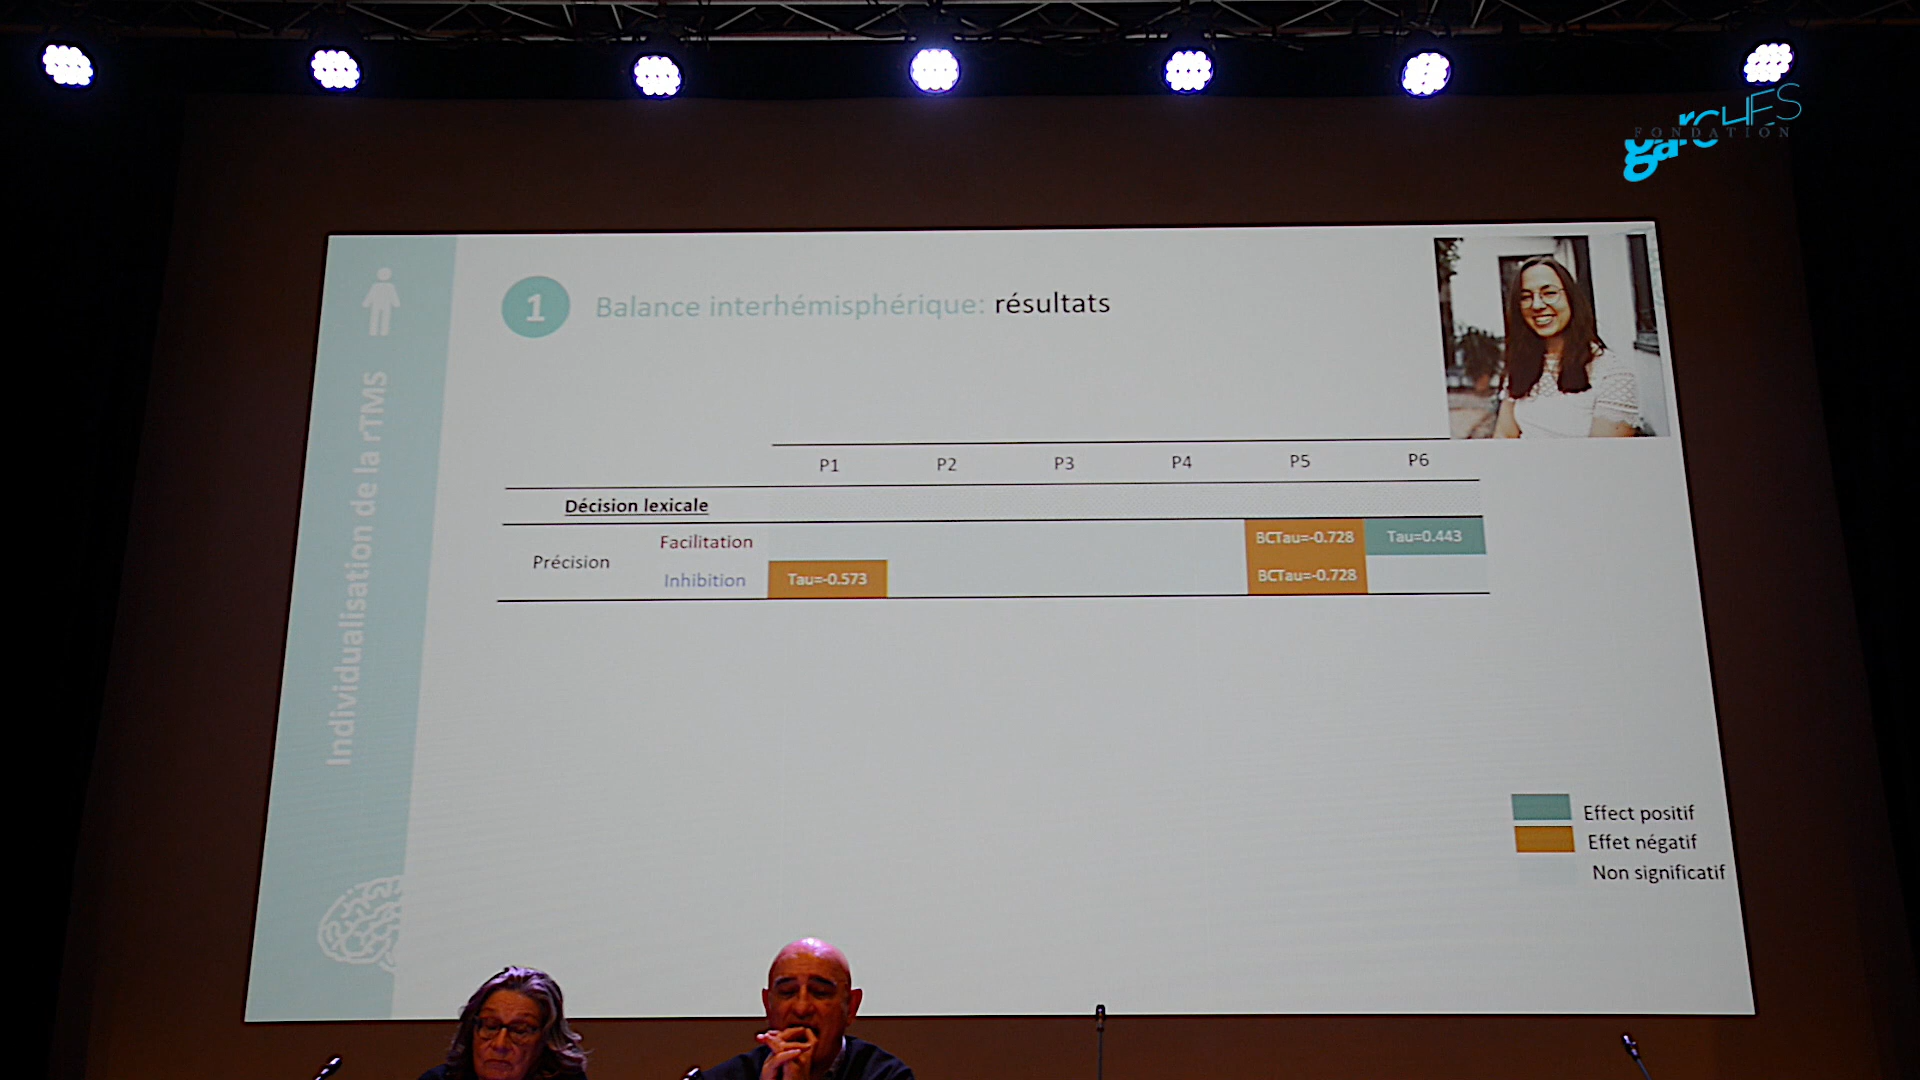 garCHES
FONDATION
1 Balance interhémisphérique: résultats
Individualisation de la rTMS
P1 P2 P3 P4 P5 P6
Décision lexicale
Précision
Facilitation BCTau=-0.728 Tau=0.443
Inhibition Tau=-0.573 BCTau=-0.728
Effect positif
Effet négatif
Non significatif